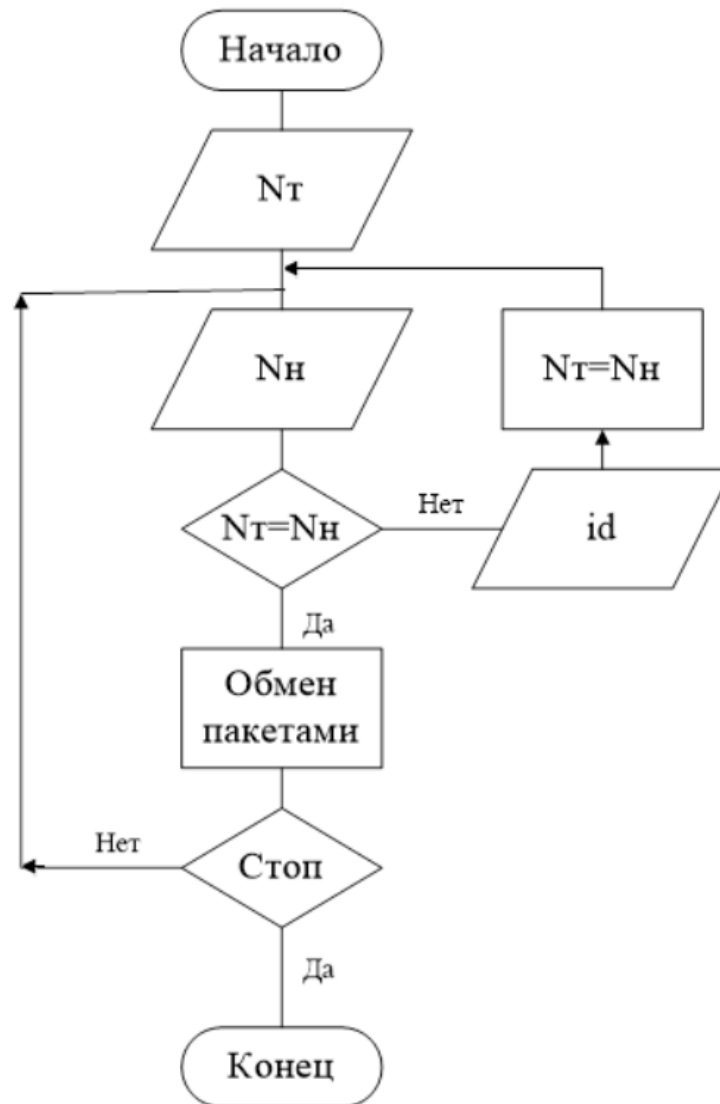 Начало
Nт
Nн
Nт=Nн
Nт=Nн
Нет
id
Да
Обмен
пакетами
Нет
Стоп
Да
Конец